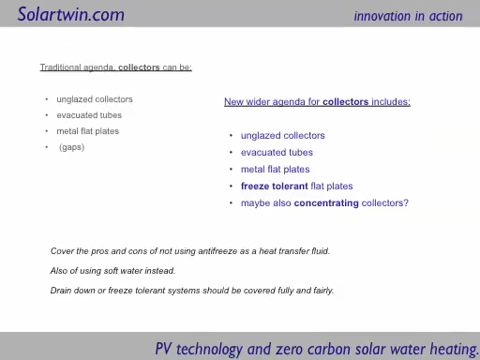 Solartwin.com
innovation in action
Traditional agenda, collectors can be:
• unglazed collectors
• evacuated tubes
• metal flat plates
• (gaps)
New wider agenda for collectors includes:
• unglazed collectors
• evacuated tubes
• metal flat plates
• freeze tolerant flat plates
• maybe also concentrating collectors?
Cover the pros and cons of not using antifreeze as a heat transfer fluid.
Also of using soft water instead.
Drain down or freeze tolerant systems should be covered fully and fairly.
PV technology and zero carbon solar water heating.